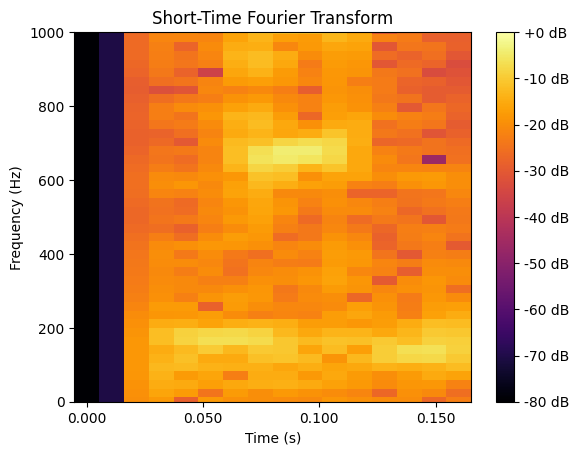 Short-Time Fourier Transform
1000
800
600
400
200
0
Frequency (Hz)
0.000
0.050
0.100
0.150
Time (s)
+0 dB
-10 dB
-20 dB
-30 dB
-40 dB
-50 dB
-60 dB
-70 dB
-80 dB